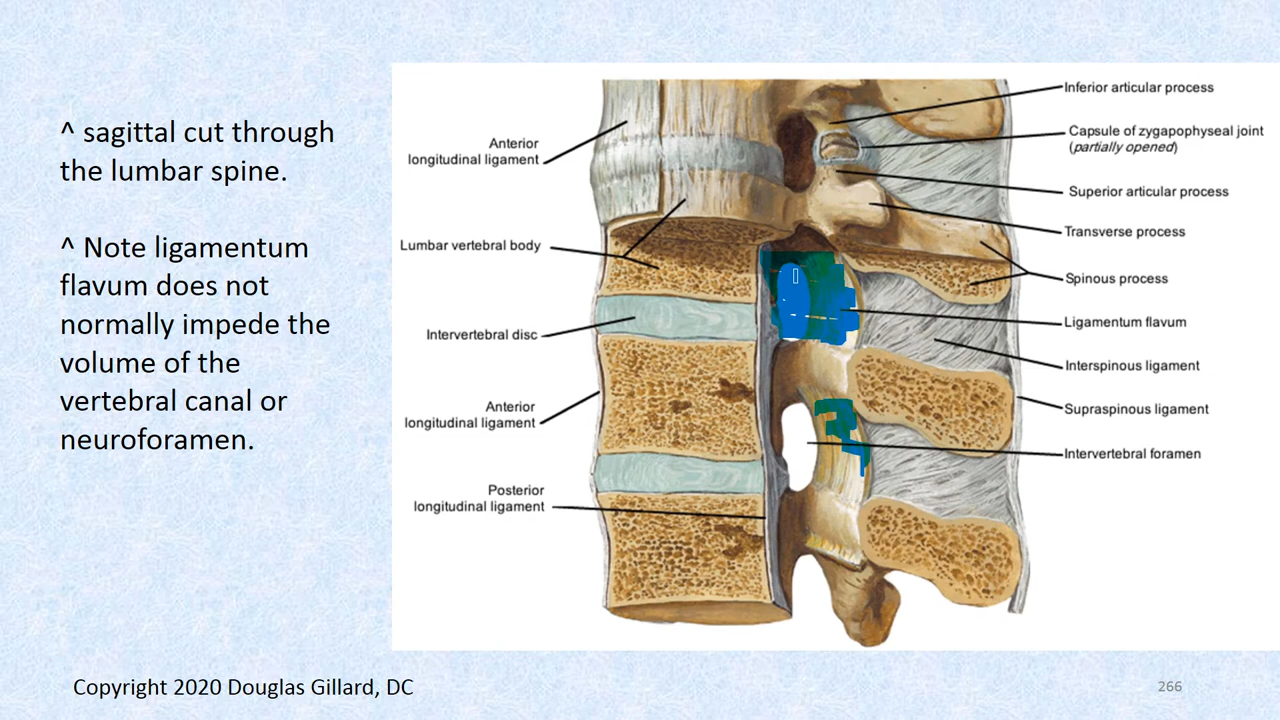 ^ sagittal cut through
the lumbar spine.
^ Note ligamentum
flavum does not
normally impede the
volume of the
vertebral canal or
neuroforamen.
Anterior
longitudinal ligament
Lumbar vertebral body
Intervertebral disc
Anterior
longitudinal ligament
Posterior
longitudinal ligament
Inferior articular process
Capsule of zygapophyseal joint
(partially opened)
Superior articular process
Transverse process
Spinous process
Ligamentum flavum
Interspinous ligament
Supraspinous ligament
Intervertebral foramen
Copyright 2020 Douglas Gillard, DC
266